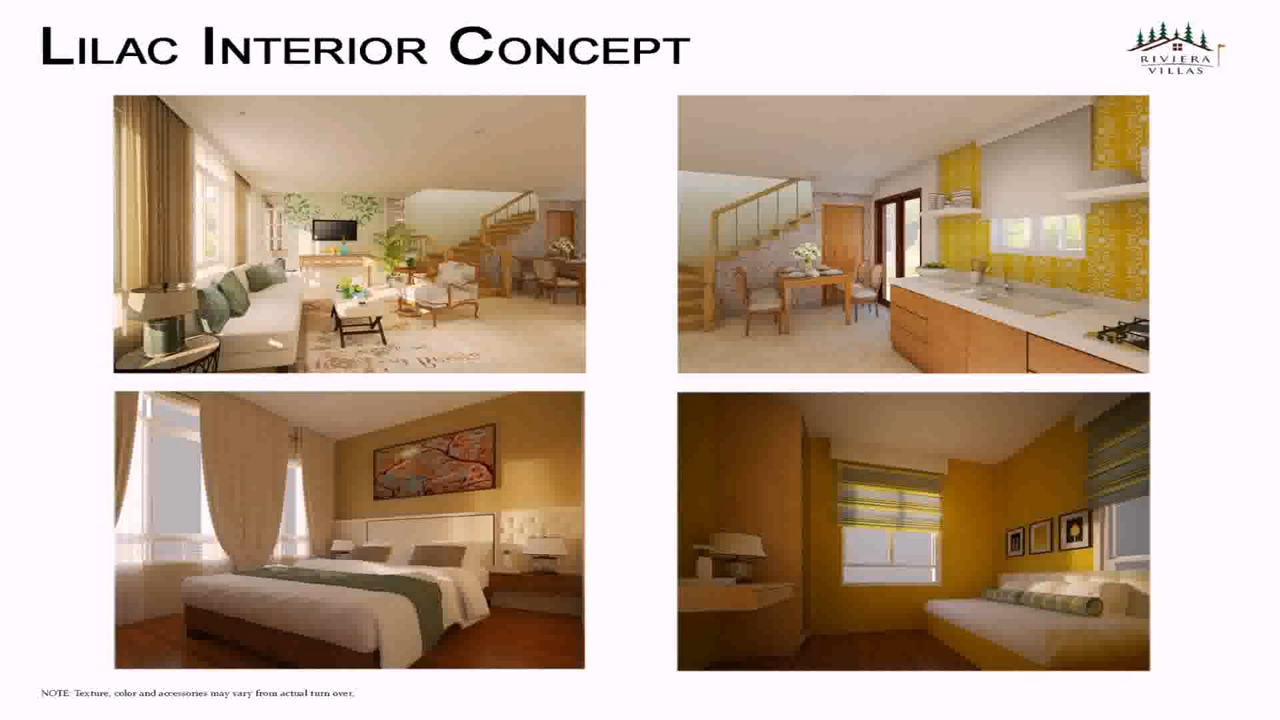 LILAC INTERIOR CONCEPT
RIVIERA
VILLAS
NOTE: Texture, color and accessories may vary from actual turn over.